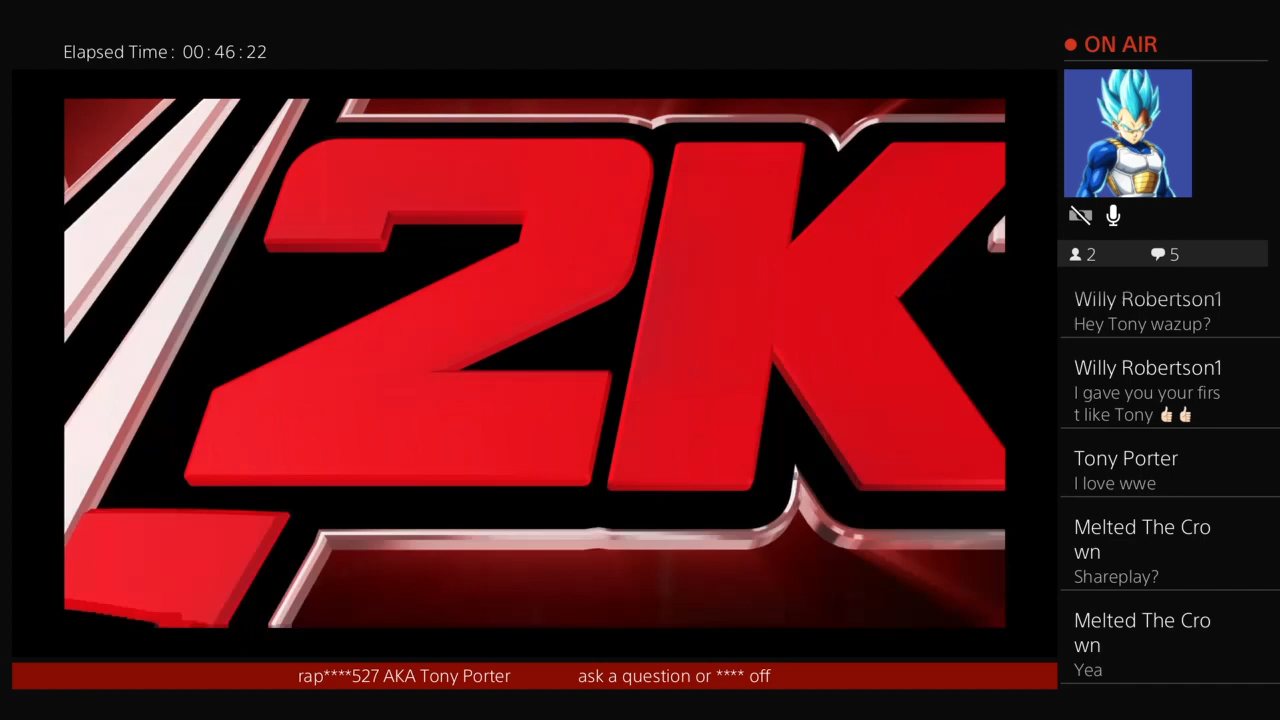 Elapsed Time: 00:46:22
ON AIR
2K
2
5
Willy Robertson1
Hey Tony wazup?
Willy Robertson1
I gave you your firs
t like Tony 👍🏻👍🏻
Tony Porter
I love wwe
Melted The Cro
wn
Shareplay?
Melted The Cro
wn
Yea
rap****527 AKA Tony Porter ask a question or **** off